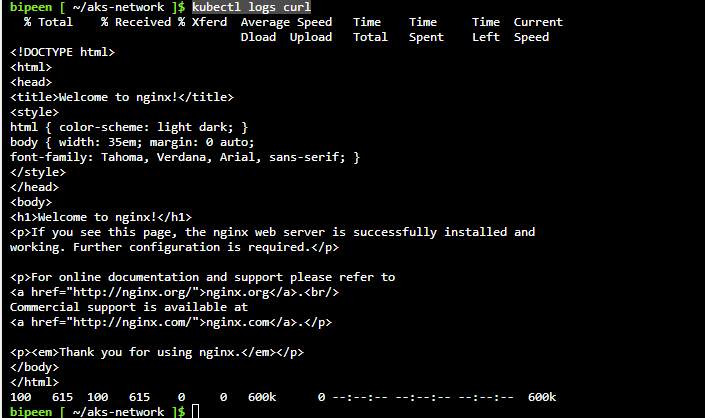 bipeen [ ~/aks-network ]$ kubectl logs curl
  % Total    % Received % Xferd  Average Speed   Time    Time     Time  Current
                                 Dload  Upload   Total   Spent    Left  Speed
<!DOCTYPE html>
<html>
<head>
<title>Welcome to nginx!</title>
<style>
html { color-scheme: light dark; }
body { width: 35em; margin: 0 auto;
font-family: Tahoma, Verdana, Arial, sans-serif; }
</style>
</head>
<body>
<h1>Welcome to nginx!</h1>
<p>If you see this page, the nginx web server is successfully installed and
working. Further configuration is required.</p>

<p>For online documentation and support please refer to
<a href="http://nginx.org/">nginx.org</a>.<br/>
Commercial support is available at
<a href="http://nginx.com/">nginx.com</a>.</p>

<p><em>Thank you for using nginx.</em></p>
</body>
</html>
100   615  100   615    0     0   600k      0 --:--:-- --:--:-- --:--:--  600k
bipeen [ ~/aks-network ]$